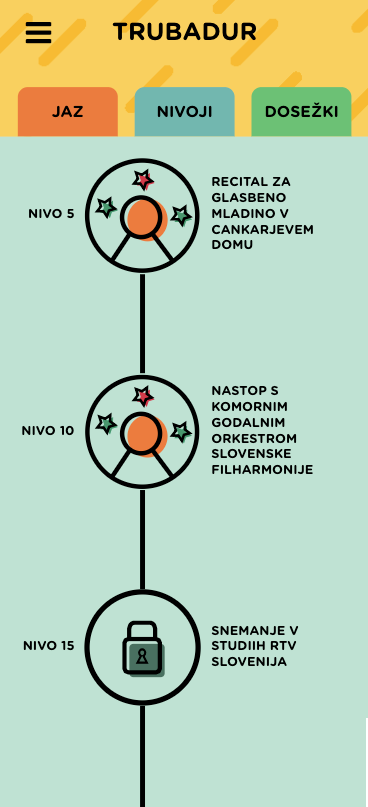 TRUBADUR
JAZ
NIVOJI
DOSEŽKI
NIVO 5
RECITAL ZA
GLASBENO
MLADINO V
CANKARJEVEM
DOMU
NIVO 10
NASTOP S
KOMORNIM
GODALNIM
ORKESTROM
SLOVENSKE
FILHARMONIJE
NIVO 15
SNEMANJE V
STUDIIH RTV
SLOVENIJA